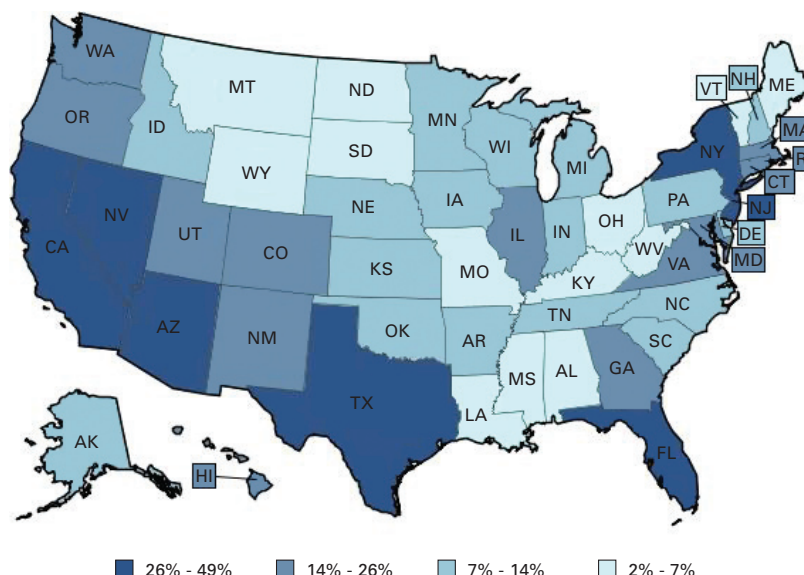 WA
MT
ND
MN
VT
NH
ME
OR
ID
SD
WI
NY
MA
WY
MI
CT
NV
NE
IA
PA
NJ
CA
UT
CO
IL
IN
OH
DE
KS
MO
WV
VA
MD
KY
AZ
NM
OK
AR
TN
NC
SC
TX
MS
AL
GA
LA
AK
HI
FL
26% - 49%
14% - 26%
7% - 14%
2% - 7%